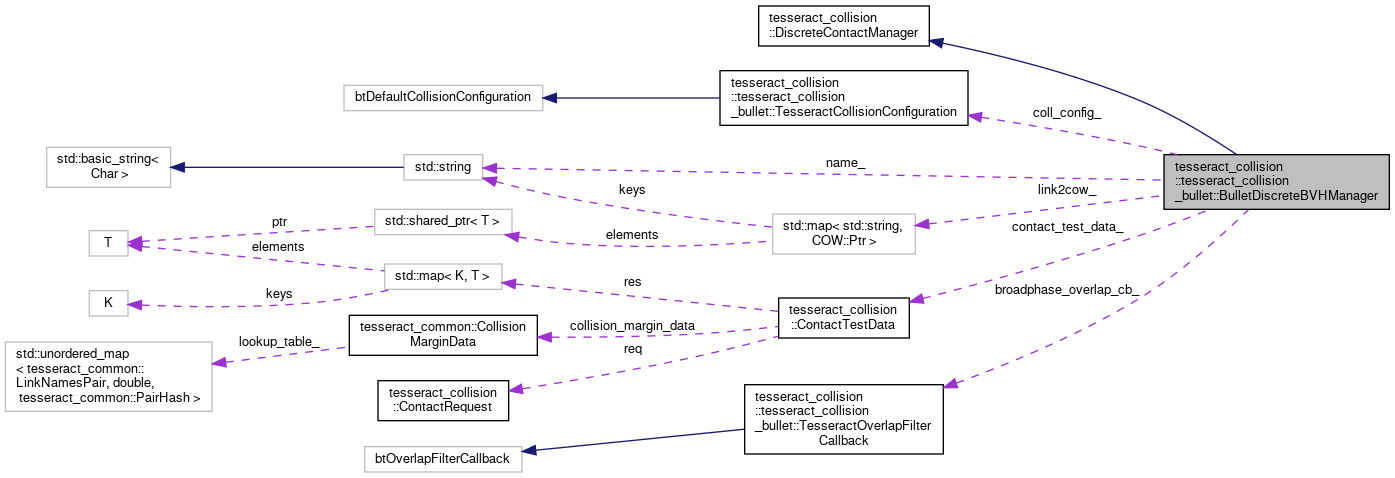 tesseract_collision
::DiscreteContactManager
tesseract_collision
::tesseract_collision
_bullet::TesseractCollisionConfiguration
btDefaultCollisionConfiguration
coll_config_
std::basic_string<
Char >
std::string
name_
tesseract_collision
::tesseract_collision
_bullet::BulletDiscreteBVHManager
keys
link2cow_
ptr
std::shared_ptr< T >
elements
std::map< std::string,
COW::Ptr >
contact_test_data_
T
elements
std::map< K, T >
res
broadphase_overlap_cb_
K
keys
tesseract_collision
::ContactTestData
tesseract_common::Collision
MarginData
collision_margin_data
lookup_table_
req
std::unordered_map
< tesseract_common::
LinkNamesPair, double,
tesseract_common::PairHash >
tesseract_collision
::ContactRequest
tesseract_collision
::tesseract_collision
_bullet::TesseractOverlapFilter
Callback
btOverlapFilterCallback